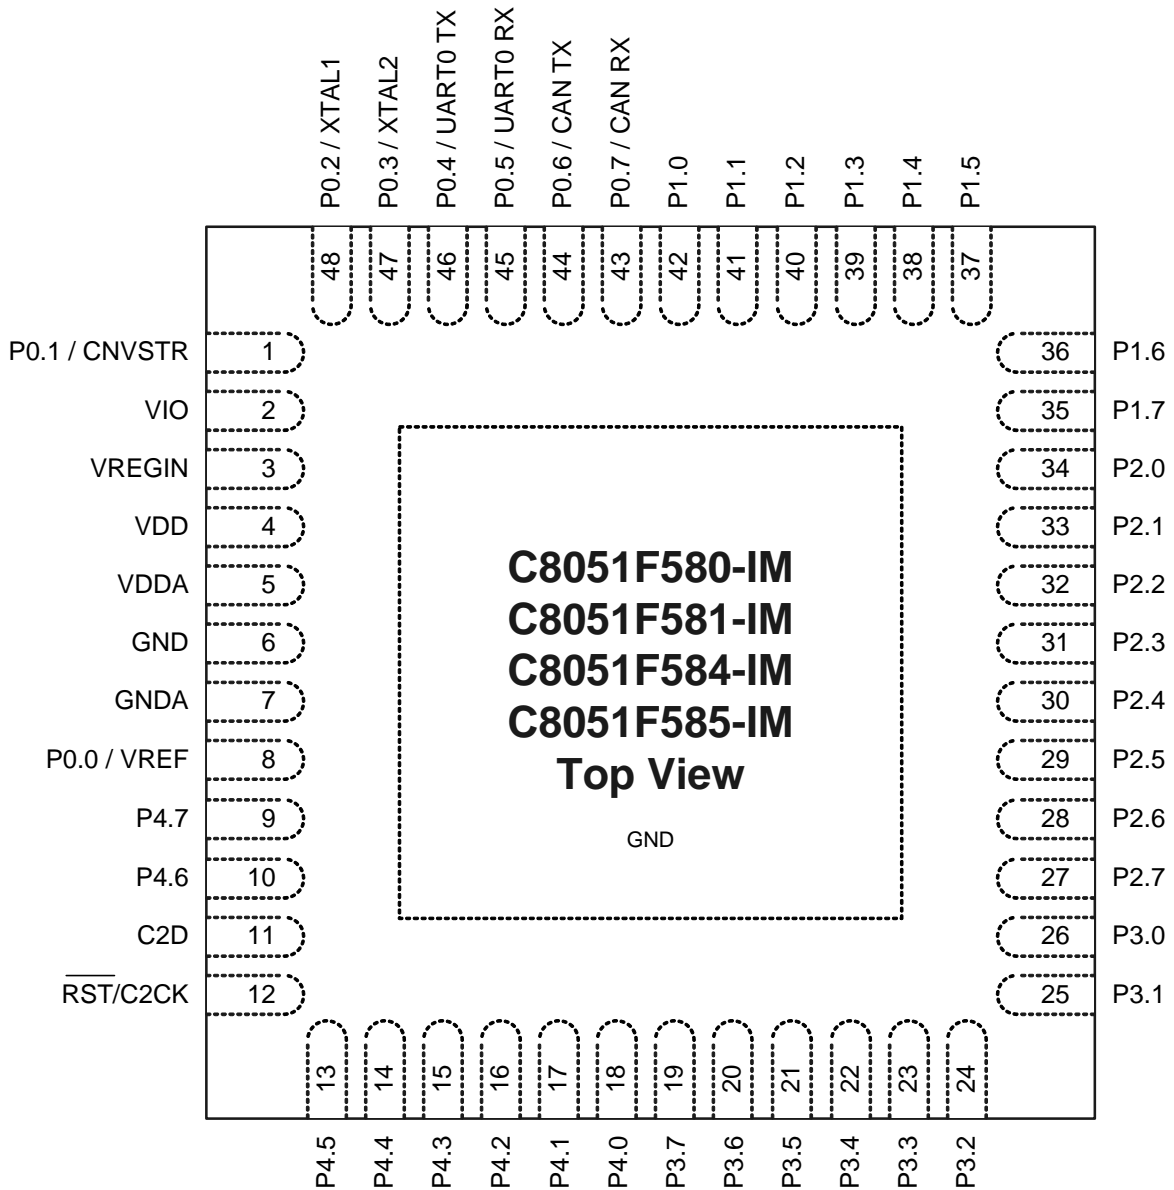 P0.2 / XTAL1
P0.3 / XTAL2
P0.4 / UART0 TX
P0.5 / UART0 RX
P0.6 / CAN TX
P0.7 / CAN RX
P1.0
P1.1
P1.2
P1.3
P1.4
P1.5
48
47
46
45
44
43
42
41
40
39
38
37
P0.1 / CNVSTR 1
VIO 2
VREGIN 3
VDD 4
VDDA 5
GND 6
GNDA 7
P0.0 / VREF 8
P4.7 9
P4.6 10
C2D 11
RST/C2CK 12
C8051F580-IM
C8051F581-IM
C8051F584-IM
C8051F585-IM
Top View
GND
36 P1.6
35 P1.7
34 P2.0
33 P2.1
32 P2.2
31 P2.3
30 P2.4
29 P2.5
28 P2.6
27 P2.7
26 P3.0
25 P3.1
13
14
15
16
17
18
19
20
21
22
23
24
P4.5
P4.4
P4.3
P4.2
P4.1
P4.0
P3.7
P3.6
P3.5
P3.4
P3.3
P3.2